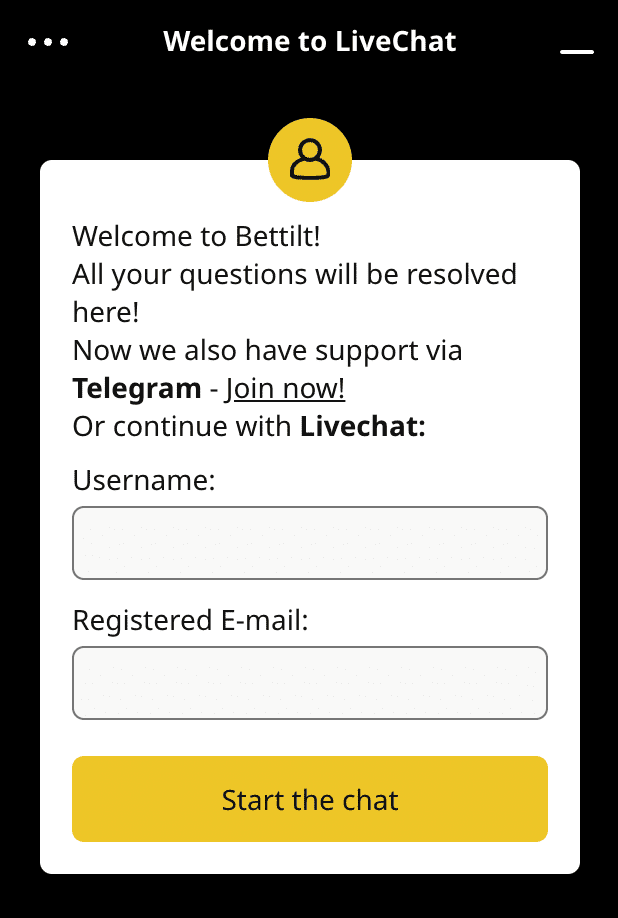 Welcome to LiveChat
Welcome to Bettilt!
All your questions will be resolved
here!
Now we also have support via
Telegram - Join now!
Or continue with Livechat:
Username:
Registered E-mail:
Start the chat